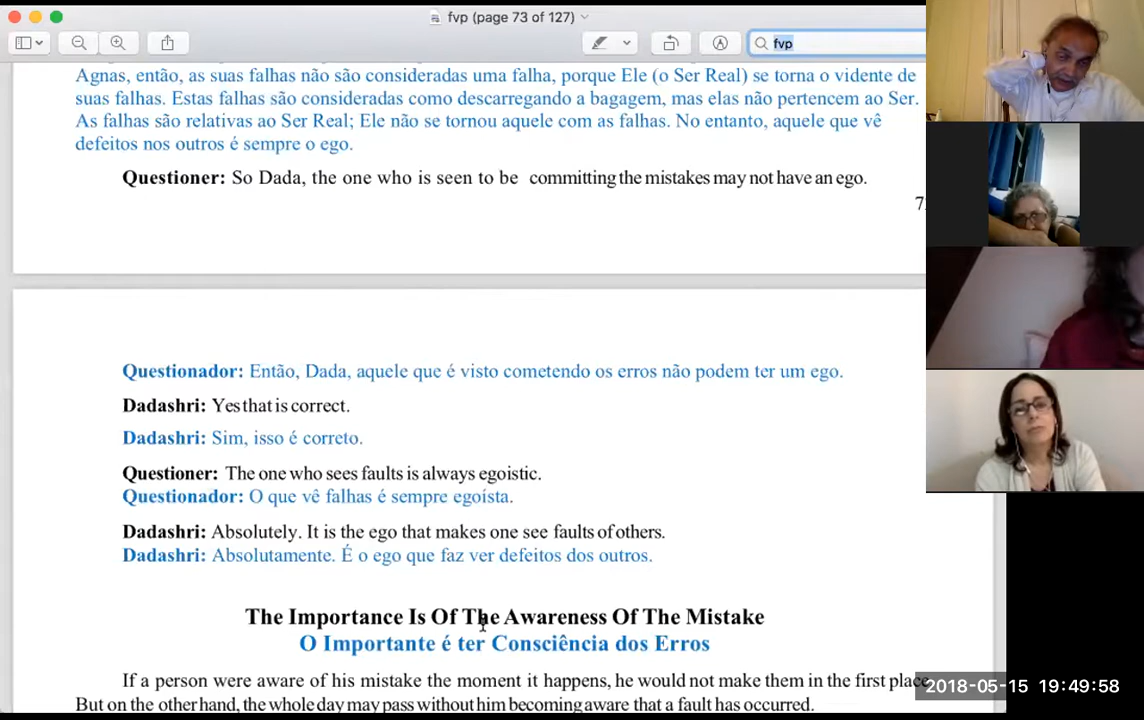 fvp (page 73 of 127)
fvp
Agnas, então, as suas falhas não são consideradas uma falha, porque Ele (o Ser Real) se torna o vidente de
suas falhas. Estas falhas são consideradas como descarregando a bagagem, mas elas não pertencem ao Ser.
As falhas são relativas ao Ser Real; Ele não se tornou aquele com as falhas. No entanto, aquele que vê
defeitos nos outros é sempre o ego.
Questioner: So Dada, the one who is seen to be committing the mistakes may not have an ego.
Questionador: Então, Dada, aquele que é visto cometendo os erros não podem ter um ego.
Dadashri: Yes that is correct.
Dadashri: Sim, isso é correto.
Questioner: The one who sees faults is always egoistic.
Questionador: O que vê falhas é sempre egoísta.
Dadashri: Absolutely. It is the ego that makes one see faults of others.
Dadashri: Absolutamente. É o ego que faz ver defeitos dos outros.
The Importance Is Of The Awareness Of The Mistake
O Importante é ter Consciência dos Erros
If a person were aware of his mistake the moment it happens, he would not make them in the first place
But on the other hand, the whole day may pass without him becoming aware that a fault has occurred.
2018-05-15 19:49:58